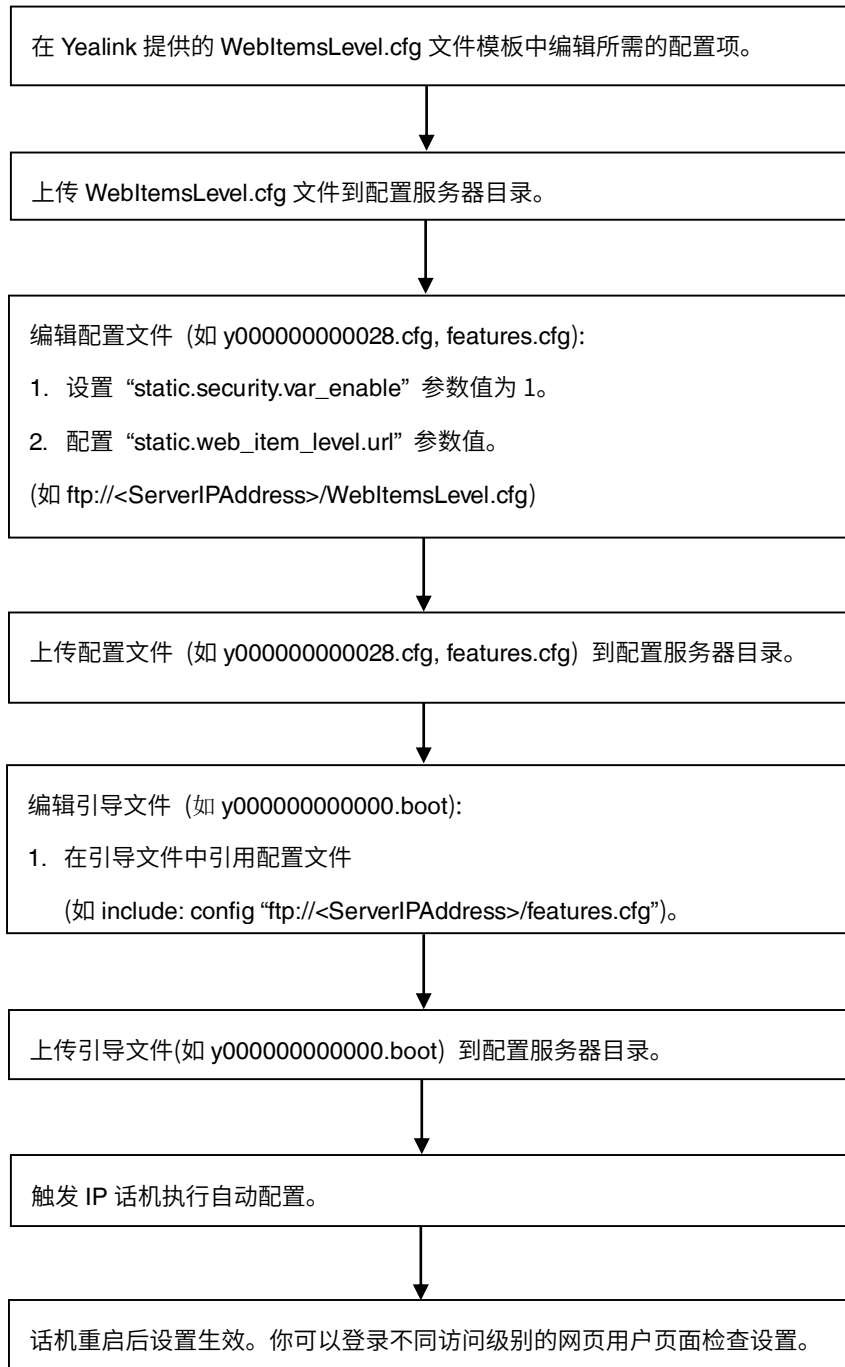 在 Yealink 提供的 WebItemsLevel.cfg 文件模板中编辑所需的配置项。
上传 WebItemsLevel.cfg 文件到配置服务器目录。
编辑配置文件 (如 y000000000028.cfg, features.cfg):
1. 设置 “static.security.var_enable” 参数值为 1。
2. 配置 “static.web_item_level.url” 参数值。
(如 ftp://<ServerIPAddress>/WebItemsLevel.cfg)
上传配置文件 (如 y000000000028.cfg, features.cfg) 到配置服务器目录。
编辑引导文件 (如 y000000000000.boot):
1. 在引导文件中引用配置文件
(如 include: config “ftp://<ServerIPAddress>/features.cfg”)。
上传引导文件(如 y000000000000.boot) 到配置服务器目录。
触发 IP 话机执行自动配置。
话机重启后设置生效。你可以登录不同访问级别的网页用户页面检查设置。